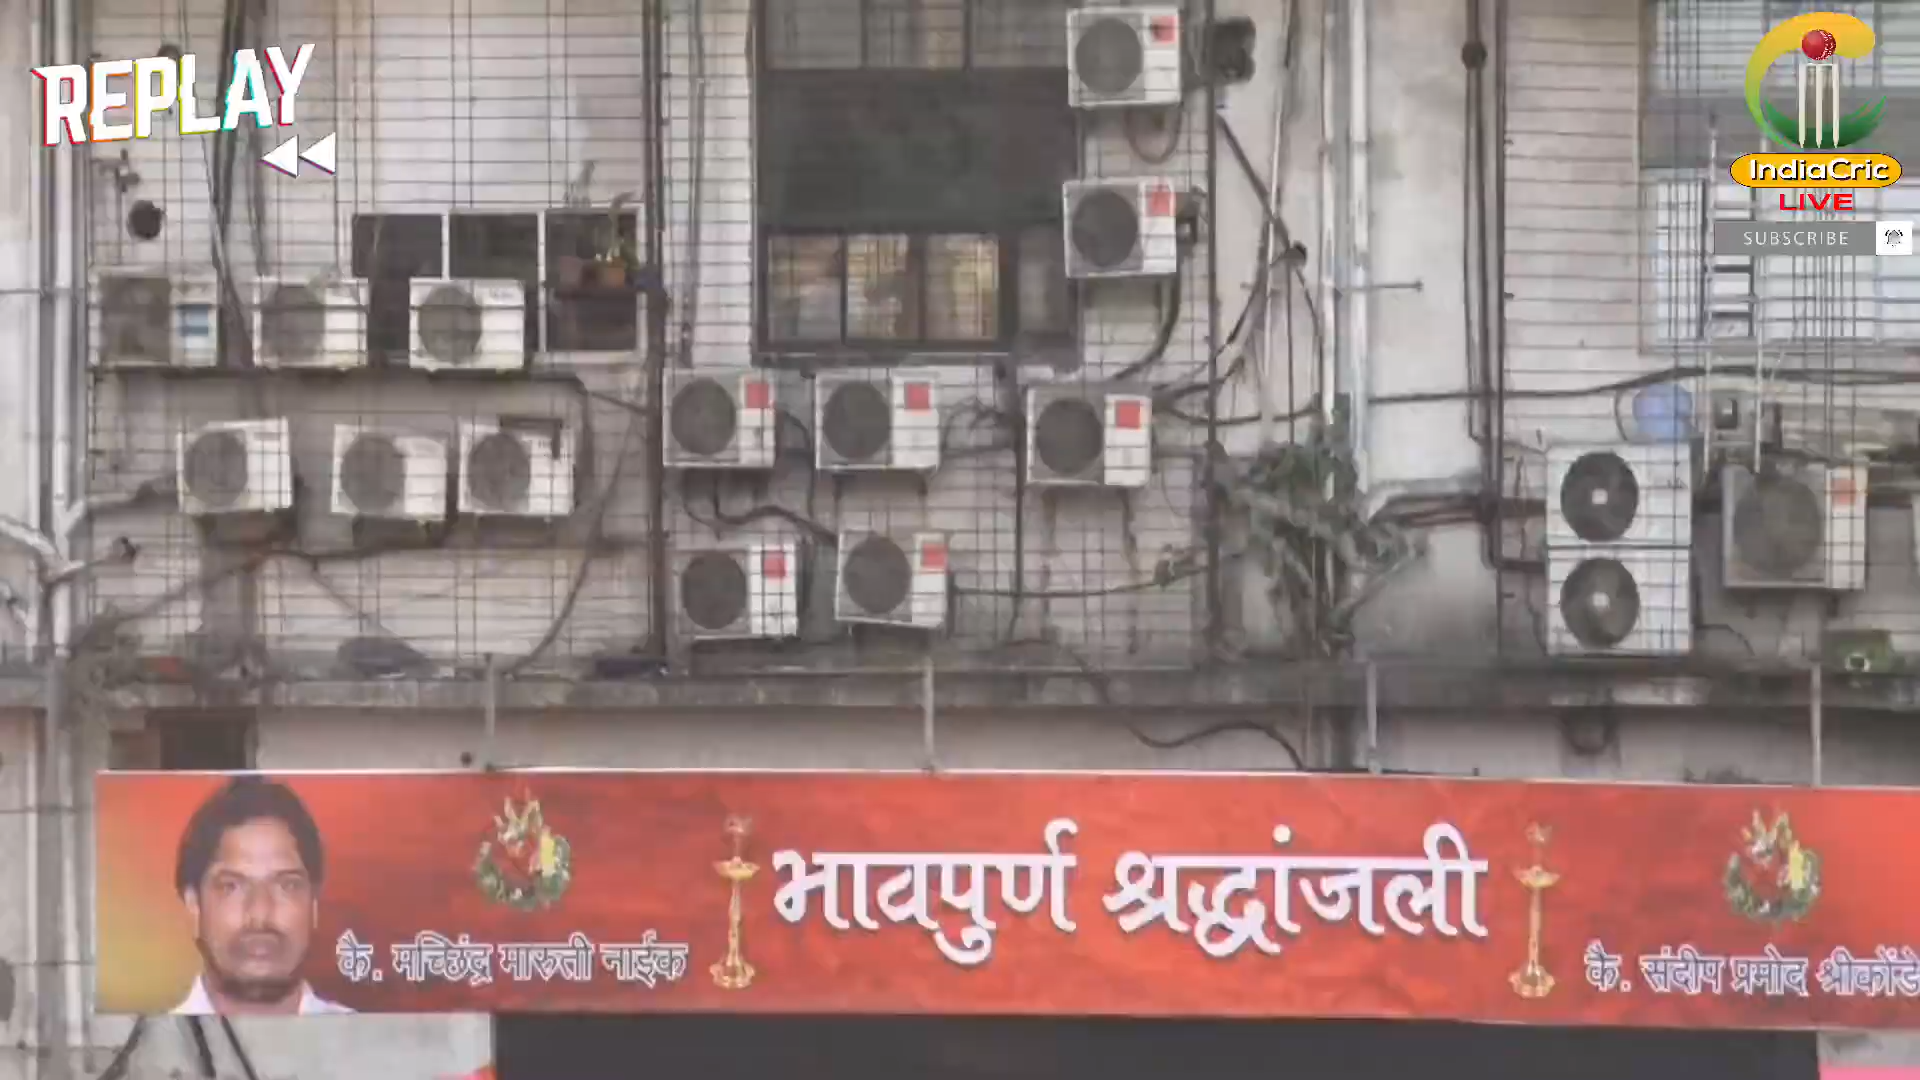 REPLAY
IndiaCric
LIVE
SUBSCRIBE
भावपुर्ण श्रद्धांजली
कै. मच्छिंद्र मारुती नाईक
कै. संदीप प्रमोद श्रीकोंडे